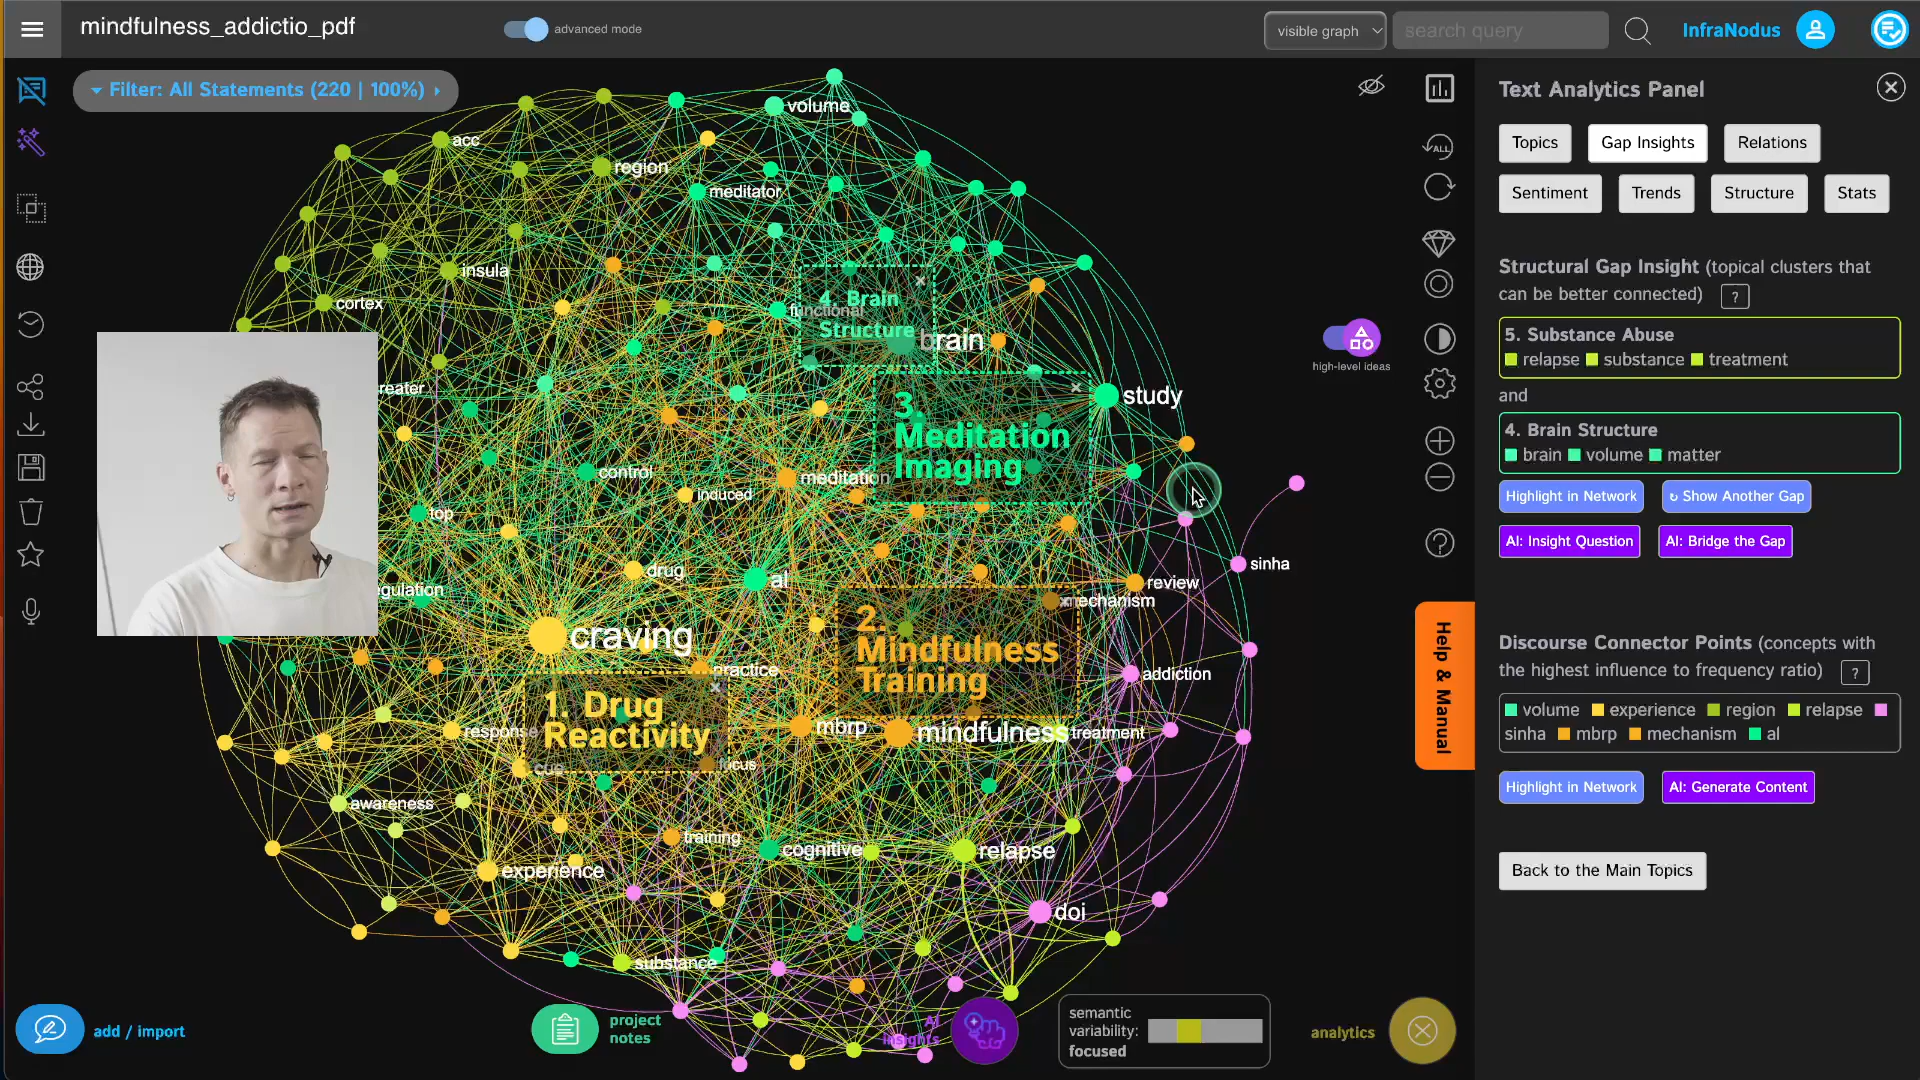 mindfulness_addictio_pdf
advanced mode
visible graph
search query
InfraNodus
Filter: All Statements (220 | 100%)
volume
acc
region
meditator
insula
cortex
4. Brain
Structure
functional
brain
high-level ideas
reater
study
3.
Meditation
Imaging
control
meditation
induced
top
drug
al
gulation
sinha
review
mechanism
2.
Mindfulness
Training
craving
practice
addiction
1. Drug
Reactivity
response
mbrp
mindfulness
treatment
cue
focus
awareness
training
cognitive
relapse
experience
doi
substance
add / import
project
notes
AI
insights
semantic
variability:
focused
analytics
Help & Manual
Text Analytics Panel
Topics
Gap Insights
Relations
Sentiment
Trends
Structure
Stats
Structural Gap Insight (topical clusters that
can be better connected) ?
5. Substance Abuse
relapse substance treatment
and
4. Brain Structure
brain volume matter
Highlight in Network
↻ Show Another Gap
AI: Insight Question
AI: Bridge the Gap
Discourse Connector Points (concepts with
the highest influence to frequency ratio) ?
volume experience region relapse
sinha mbrp mechanism al
Highlight in Network
AI: Generate Content
Back to the Main Topics
ALL